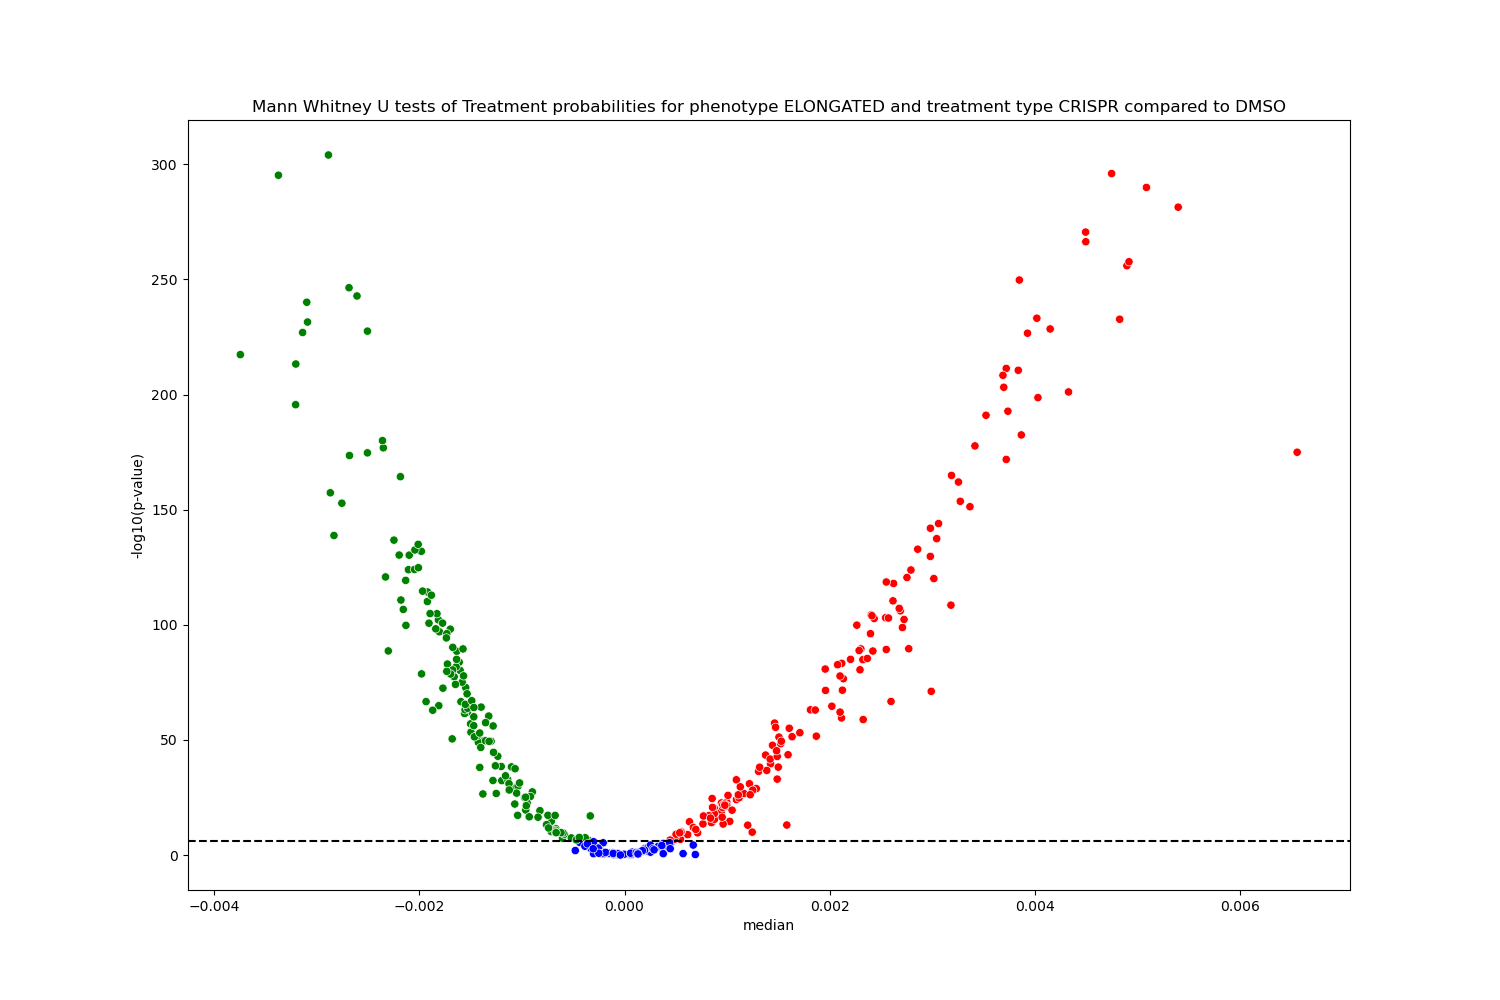 Mann Whitney U tests of Treatment probabilities for phenotype ELONGATED and treatment type CRISPR compared to DMSO
300
250
200
150
100
50
0
-log10(p-value)
−0.004 −0.002 0.000 0.002 0.004 0.006
median